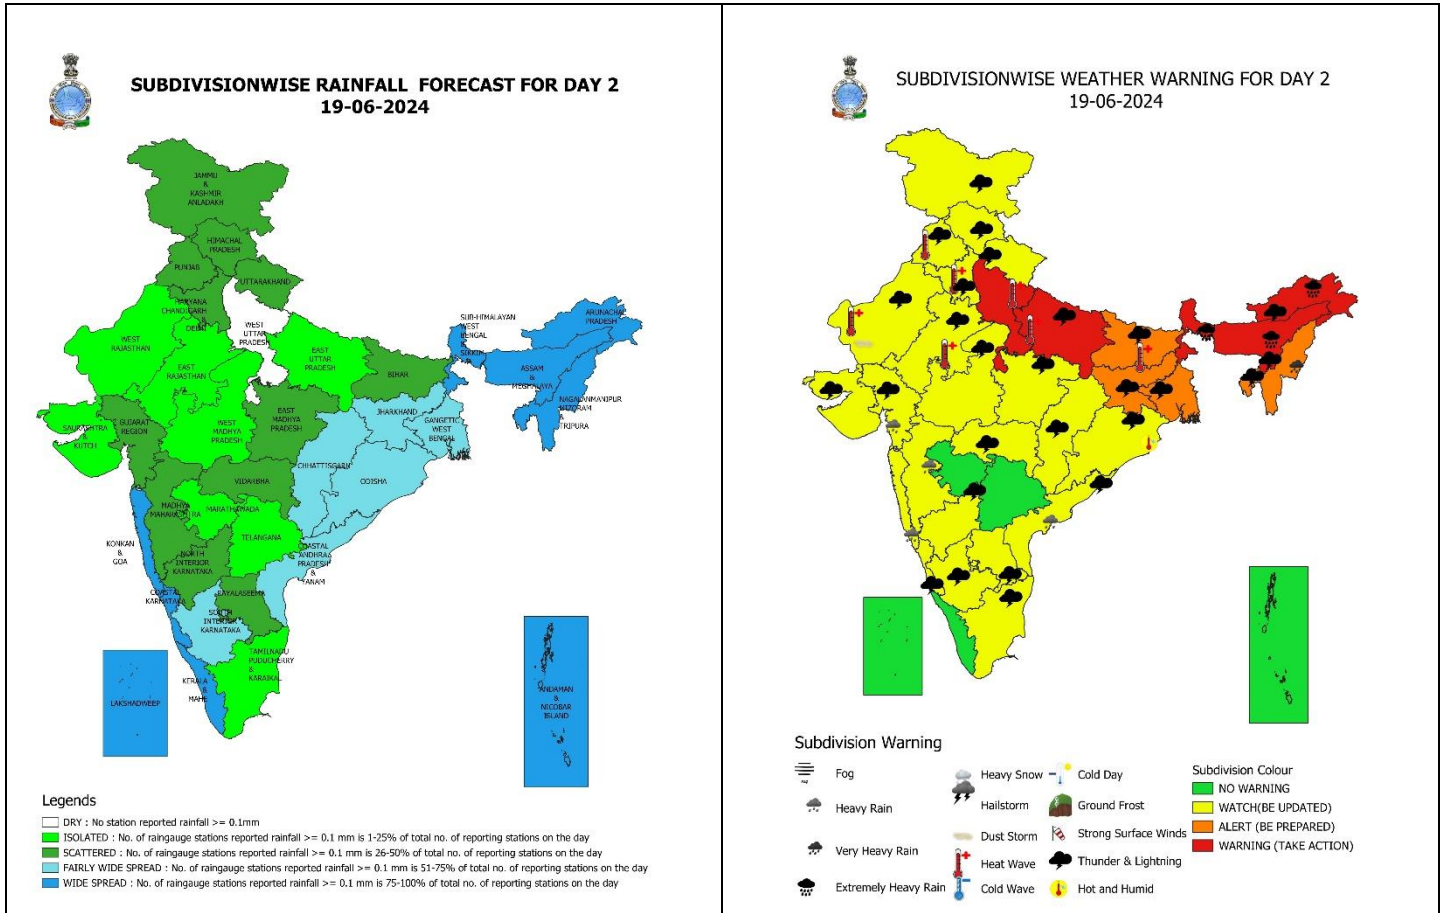 SUBDIVISIONWISE RAINFALL FORECAST FOR DAY 2
19-06-2024
JAMMU
&
KASHMIR
ANLADAKH
HIMACHAL
PRADESH
PUNJAB
UTTARAKHAND
HARYANA
CHANDIGARH
&
DELHI
WEST
UTTAR
PRADESH
WEST
RAJASTHAN
EAST
RAJASTHAN
EAST
UTTAR
PRADESH
BIHAR
SUB-HIMALAYAN
WEST
BENGAL
&
SIKKIM
ARUNACHAL
PRADESH
ASSAM
&
MEGHALAYA
NAGALANMANIPUR
MIZORAM
&
TRIPURA
SAURASHTRA
&
KUTCH
GUJARAT
REGION
WEST
MADHYA
PRADESH
EAST
MADHYA
PRADESH
JHARKHAND
GANGETIC
WEST
BENGAL
CHHATTISGARH
ODISHA
VIDARBHA
MADHYA
MAHARASHTRA
MARATHAWADA
TELANGANA
KONKAN
&
GOA
NORTH
INTERIOR
KARNATAKA
COASTAL
ANDHRA
PRADESH
&
YANAM
COASTAL
KARNATAKA
RAYALASEEMA
SOUTH
INTERIOR
KARNATAKA
TAMILNADU
PUDUCHERRY
&
KARAIKAL
KERALA
&
MAHE
LAKSHADWEEP
ANDAMAN
&
NICOBAR
ISLAND
Legends
DRY : No station reported rainfall >= 0.1mm
ISOLATED : No. of raingauge stations reported rainfall >= 0.1 mm is 1-25% of total no. of reporting stations on the day
SCATTERED : No. of raingauge stations reported rainfall >= 0.1 mm is 26-50% of total no. of reporting stations on the day
FAIRLY WIDE SPREAD : No. of raingauge stations reported rainfall >= 0.1 mm is 51-75% of total no. of reporting stations on the day
WIDE SPREAD : No. of raingauge stations reported rainfall >= 0.1 mm is 75-100% of total no. of reporting stations on the day
SUBDIVISIONWISE WEATHER WARNING FOR DAY 2
19-06-2024
Subdivision Warning
Fog
Heavy Rain
Very Heavy Rain
Extremely Heavy Rain
Heavy Snow
Hailstorm
Dust Storm
Heat Wave
Cold Wave
Cold Day
Ground Frost
Strong Surface Winds
Thunder & Lightning
Hot and Humid
Subdivision Colour
NO WARNING
WATCH(BE UPDATED)
ALERT (BE PREPARED)
WARNING (TAKE ACTION)